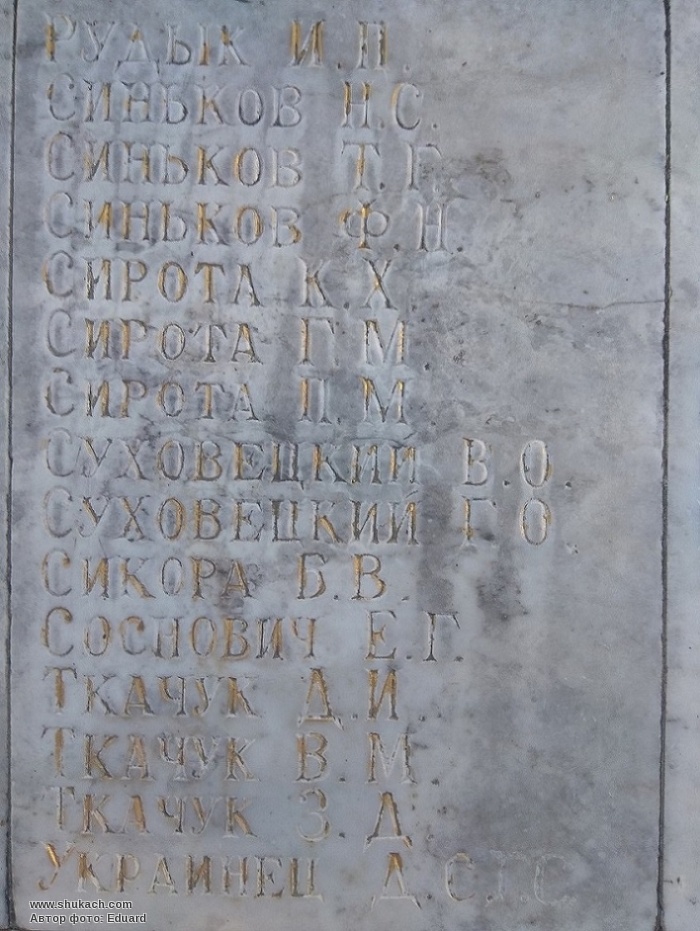 Рудык И.П.
Синьков Н.С.
Синьков Т.Г.
Синьков Ф.Н.
Сирота К.Х
Сирота Г.М
Сирота П.М
Суховецкий В.О.
Суховецкий Г.О.
Сикора Б.В.
Соснович Е.Г.
Ткачук Д.И.
Ткачук В.М
Ткачук З.Д
Украинец Д
www.shukach.com
Автор фото: Eduard